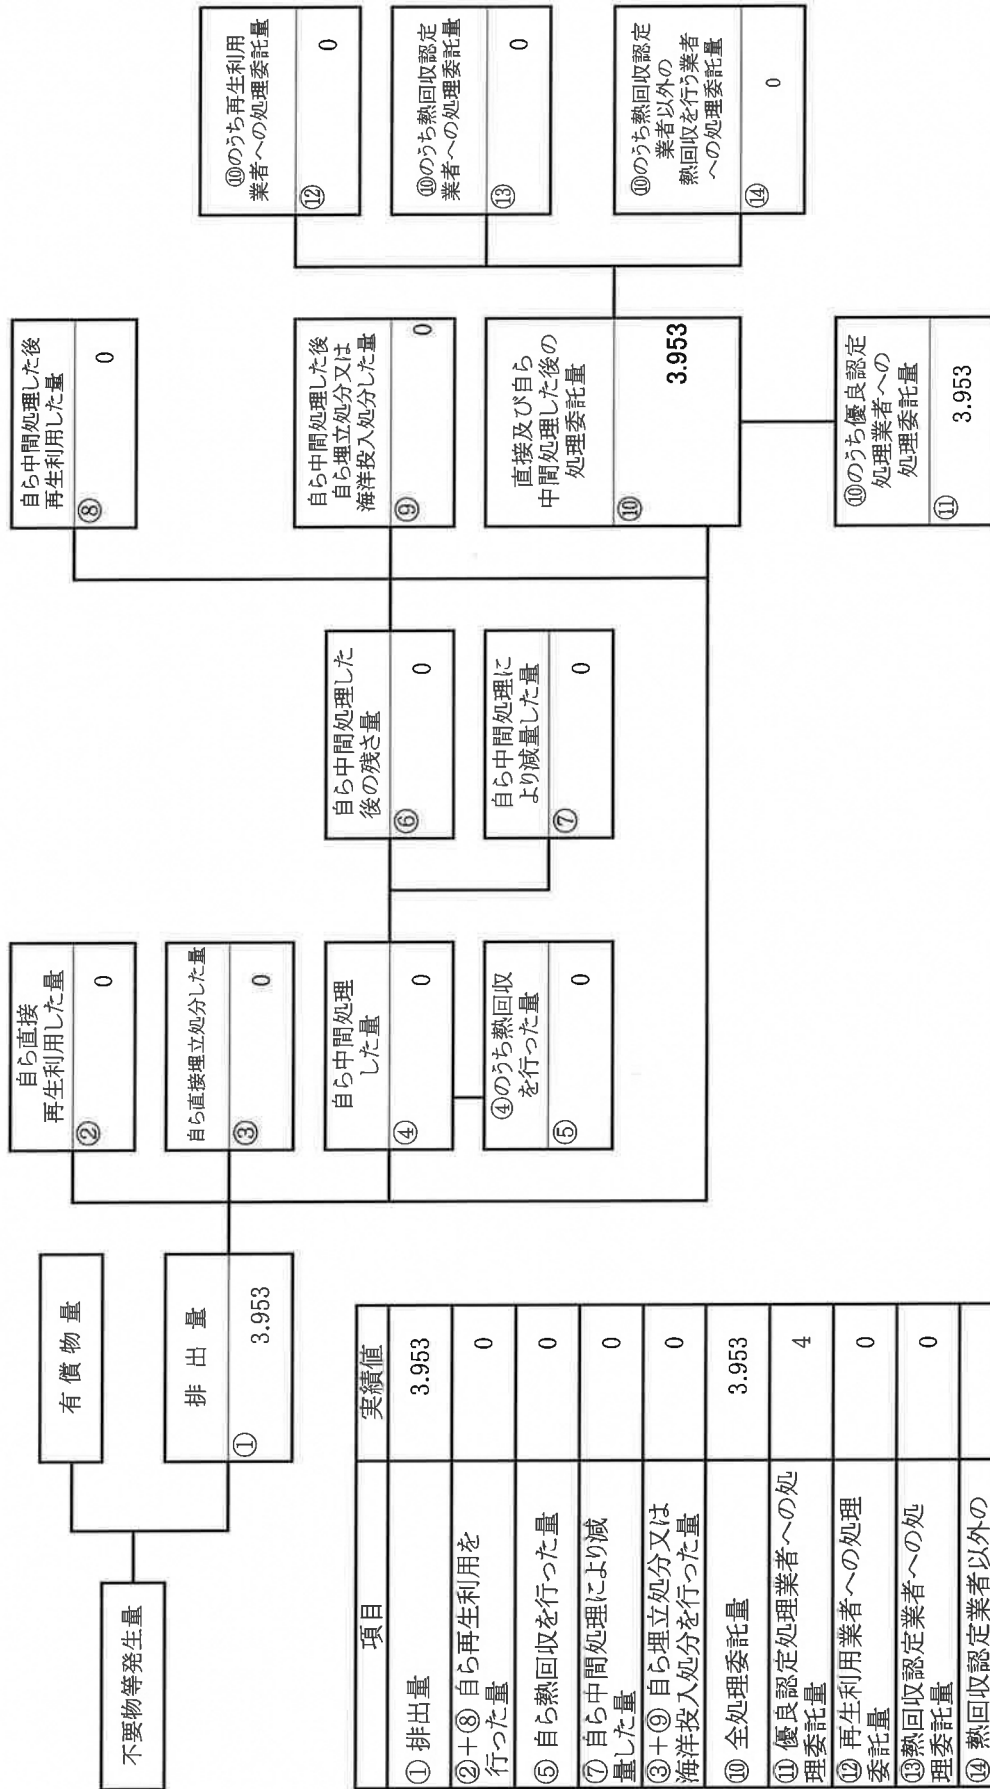 不要物等発生量
有 償 物 量
排 出 量
①
3.953
自ら直接
再生利用した量
②
0
自ら直接埋立処分した量
③
0
自ら中間処理
した量
④
0
④のうち熱回収
を行った量
⑤
0
自ら中間処理した
後の残さ量
⑥
0
自ら中間処理に
より減量した量
⑦
0
自ら中間処理した後
再生利用した量
⑧
0
自ら中間処理した後
自ら埋立処分又は
海洋投入処分した量
⑨
0
直接及び自ら
中間処理した後の
処理委託量
⑩
3.953
⑩のうち優良認定
処理業者への
処理委託量
⑪
3.953
⑩のうち再生利用
業者への処理委託量
⑫
0
⑩のうち熱回収認定
業者への処理委託量
⑬
0
⑩のうち熱回収認定
業者以外の
熱回収を行う業者
への処理委託量
⑭
0
項目 実績値
① 排出量 3.953
②+⑧ 自ら再生利用を
行った量 0
⑤ 自ら熱回収を行った量 0
⑦ 自ら中間処理により減
量した量 0
③+⑨ 自ら埋立処分又は
海洋投入処分を行った量 0
⑩ 全処理委託量 3.953
⑪ 優良認定処理業者への処
理委託量 4
⑫ 再生利用業者への処理
委託量 0
⑬熱回収認定業者への処
理委託量 0
⑭ 熱回収認定業者以外の